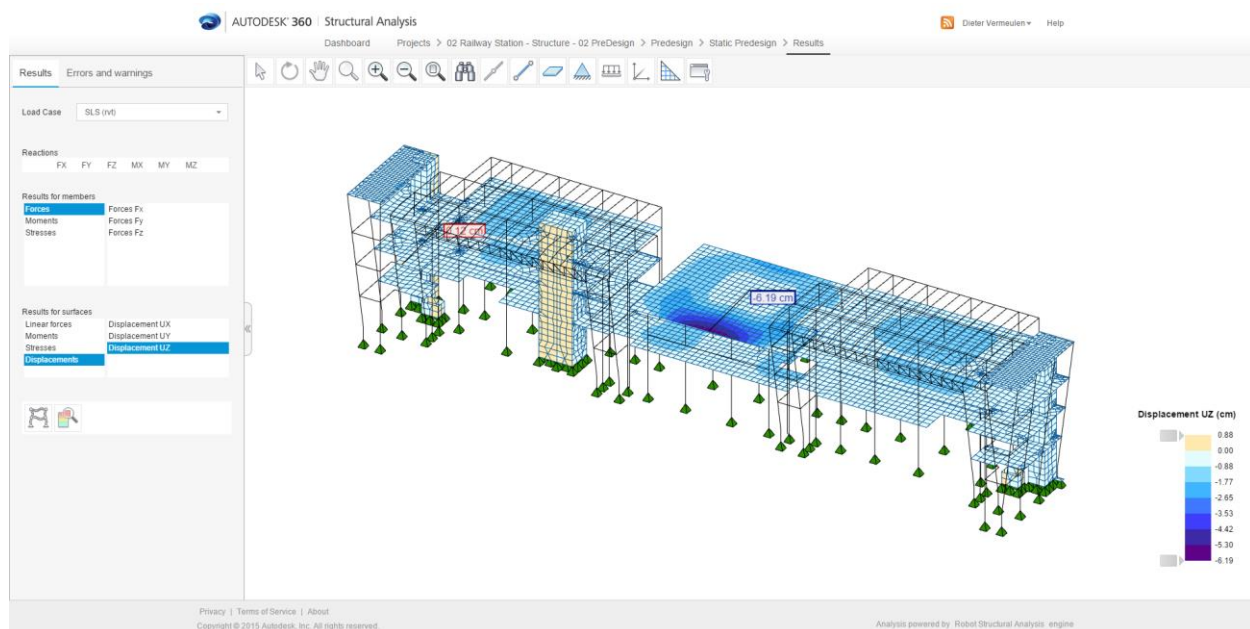 AUTODESK® 360 | Structural Analysis
Dieter Vermeulen Help
Dashboard Projects > 02 Railway Station - Structure - 02 PreDesign > Predesign > Static Predesign > Results
Results Errors and warnings
Load Case SLS (rvt)
Reactions
FX FY FZ MX MY MZ
Results for members
Forces Forces Fx
Moments Forces Fy
Stresses Forces Fz
Results for surfaces
Linear forces Displacement UX
Moments Displacement UY
Stresses Displacement UZ
Displacements
cm
-6.19 cm
Displacement UZ (cm)
0.88
0.00
-0.88
-1.77
-2.65
-3.53
-4.42
-5.30
-6.19
Privacy | Terms of Service | About
Copyright © 2015 Autodesk, Inc. All rights reserved.
Analysis powered by Robot Structural Analysis engine